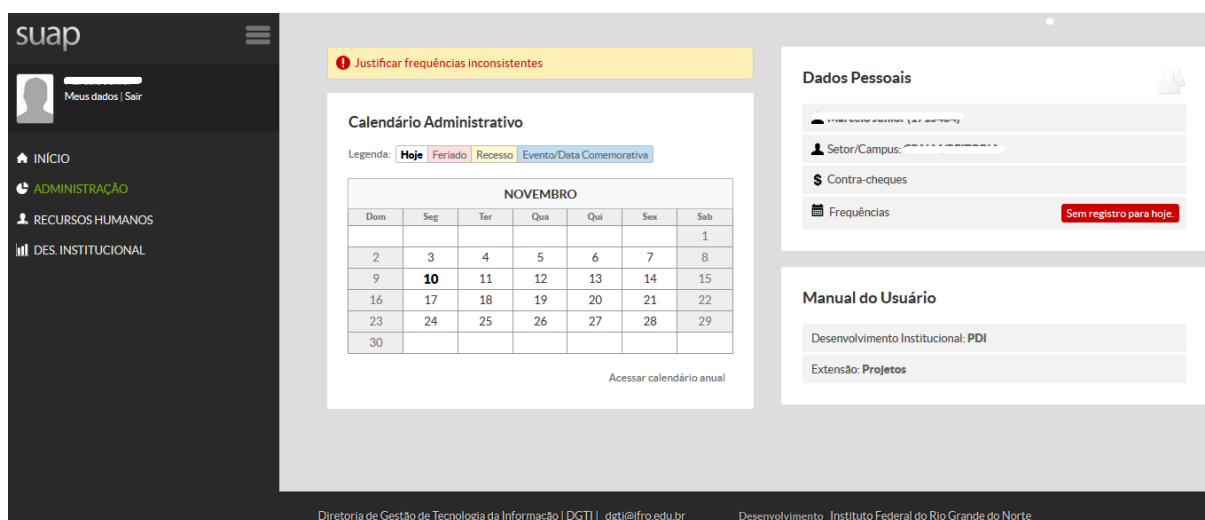 suap
Meus dados | Sair
INÍCIO
ADMINISTRAÇÃO
RECURSOS HUMANOS
DES. INSTITUCIONAL
Justificar frequências inconsistentes
Calendário Administrativo
Legenda: Hoje Feriado Recesso Evento/Data Comemorativa
NOVEMBRO
Dom Seg Ter Qua Qui Sex Sab
1
2 3 4 5 6 7 8
9 10 11 12 13 14 15
16 17 18 19 20 21 22
23 24 25 26 27 28 29
30
Acessar calendário anual
Dados Pessoais
Setor/Campus:
$ Contra-cheques
Frequências Sem registro para hoje.
Manual do Usuário
Desenvolvimento Institucional: PDI
Extensão: Projetos
Diretoria de Gestão de Tecnologia da Informação | DGTI | dgti@ifro.edu.br Desenvolvimento Instituto Federal do Rio Grande do Norte